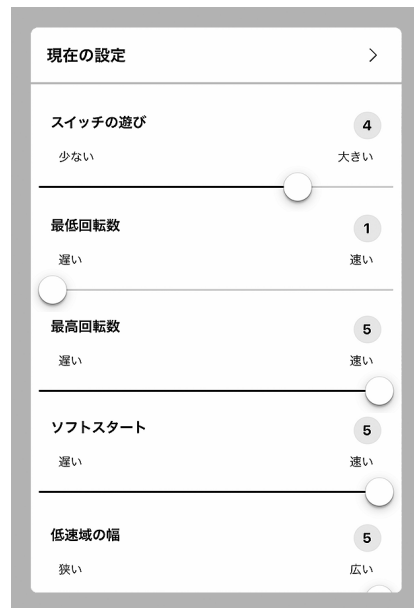 現在の設定
スイッチの遊び 4
少ない 大きい
最低回転数 1
遅い 速い
最高回転数 5
遅い 速い
ソフトスタート 5
遅い 速い
低速域の幅 5
狭い 広い